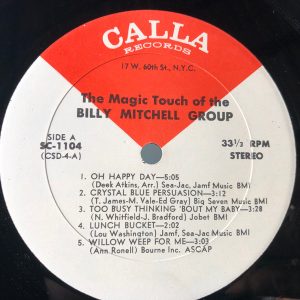 CALLA
RECORDS
17 W. 60th St., N.Y.C.
The Magic Touch of the
BILLY MITCHELL GROUP
SIDE A
SC-1104
(CSD-4-A)
33⅓ RPM
STEREO
1. OH HAPPY DAY—5:05
(Deek Atkins, Arr.) Sea-Jac, Jamf Music BMI
2. CRYSTAL BLUE PERSUASION—3:12
(T. James-M. Vale-Ed Gray) Big Seven Music BMI
3. TOO BUSY THINKING 'BOUT MY BABY—3:28
(N. Whitfield-J. Bradford) Jobet BMI
4. LUNCH BUCKET—2:02
(Lou Washington) Jamf, Sea-Jac Music BMI
5. WILLOW WEEP FOR ME—3:03
(Ann Ronell) Bourne Inc. ASCAP